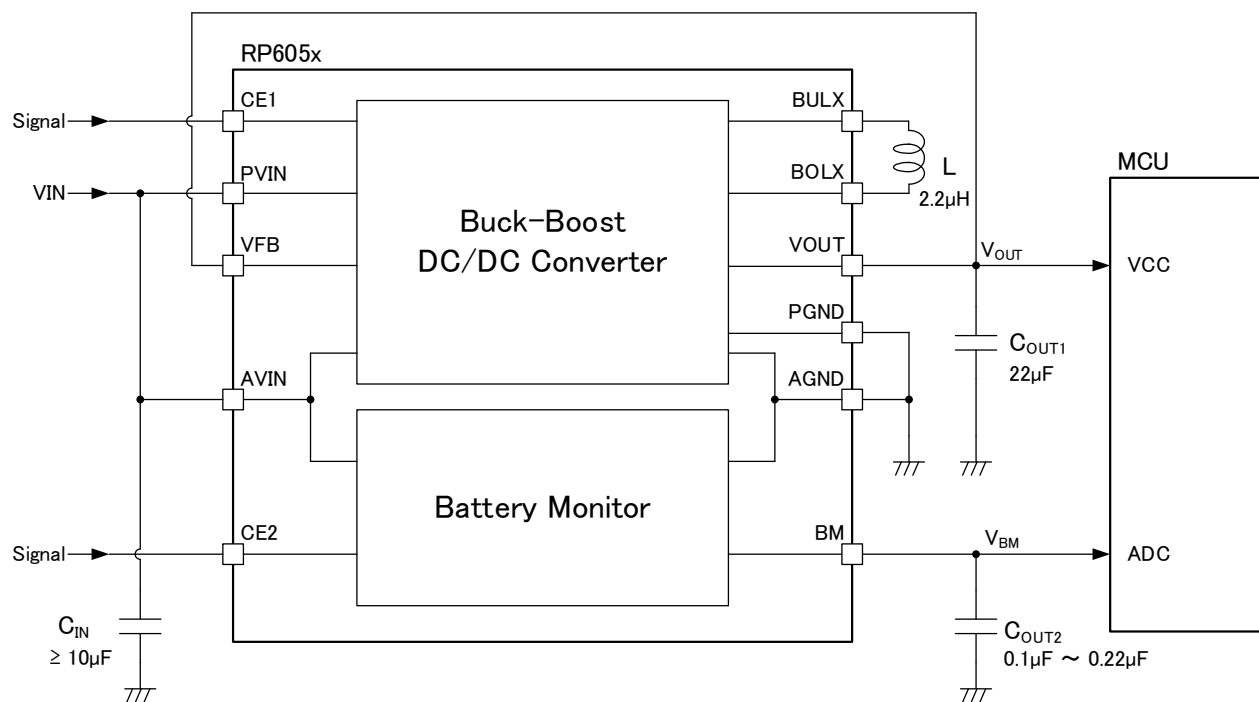 RP605x
Signal
CE1
BULX
VIN
PVIN
BOLX
L
2.2µH
MCU
Buck-Boost
DC/DC Converter
VFB
VOUT
VOUT
VCC
PGND
COUT1
22µF
AVIN
AGND
Battery Monitor
Signal
CE2
BM
VBM
ADC
CIN
≥ 10µF
COUT2
0.1µF ～ 0.22µF